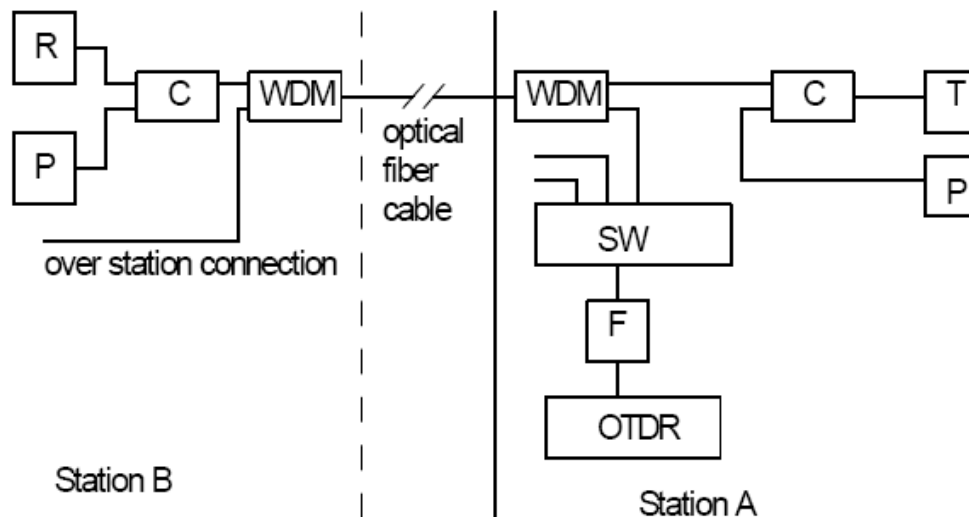 R
C
WDM
P
optical
fiber
cable
over station connection
Station B
WDM
C
T
P
SW
F
OTDR
Station A